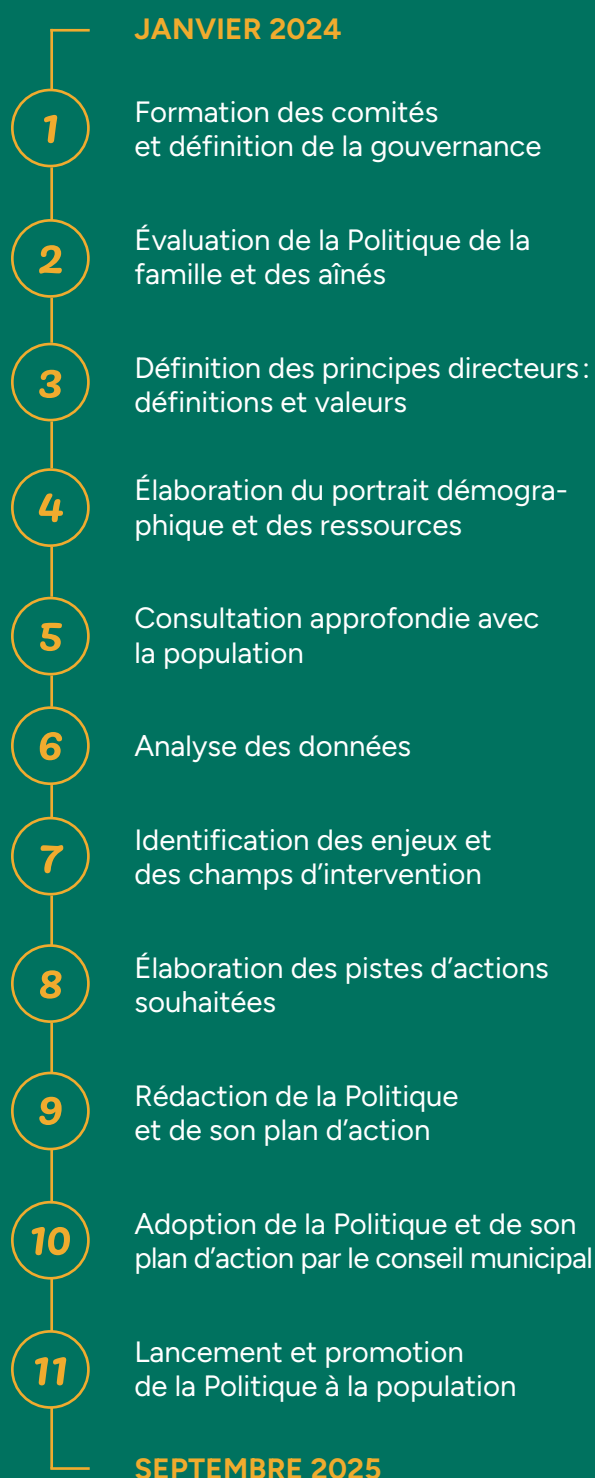 JANVIER 2024
1
Formation des comités
et définition de la gouvernance
2
Évaluation de la Politique de la
famille et des aînés
3
Définition des principes directeurs :
définitions et valeurs
4
Élaboration du portrait démogra-
phique et des ressources
5
Consultation approfondie avec
la population
6
Analyse des données
7
Identification des enjeux et
des champs d’intervention
8
Élaboration des pistes d’actions
souhaitées
9
Rédaction de la Politique
et de son plan d’action
10
Adoption de la Politique et de son
plan d’action par le conseil municipal
11
Lancement et promotion
de la Politique à la population
SEPTEMBRE 2025